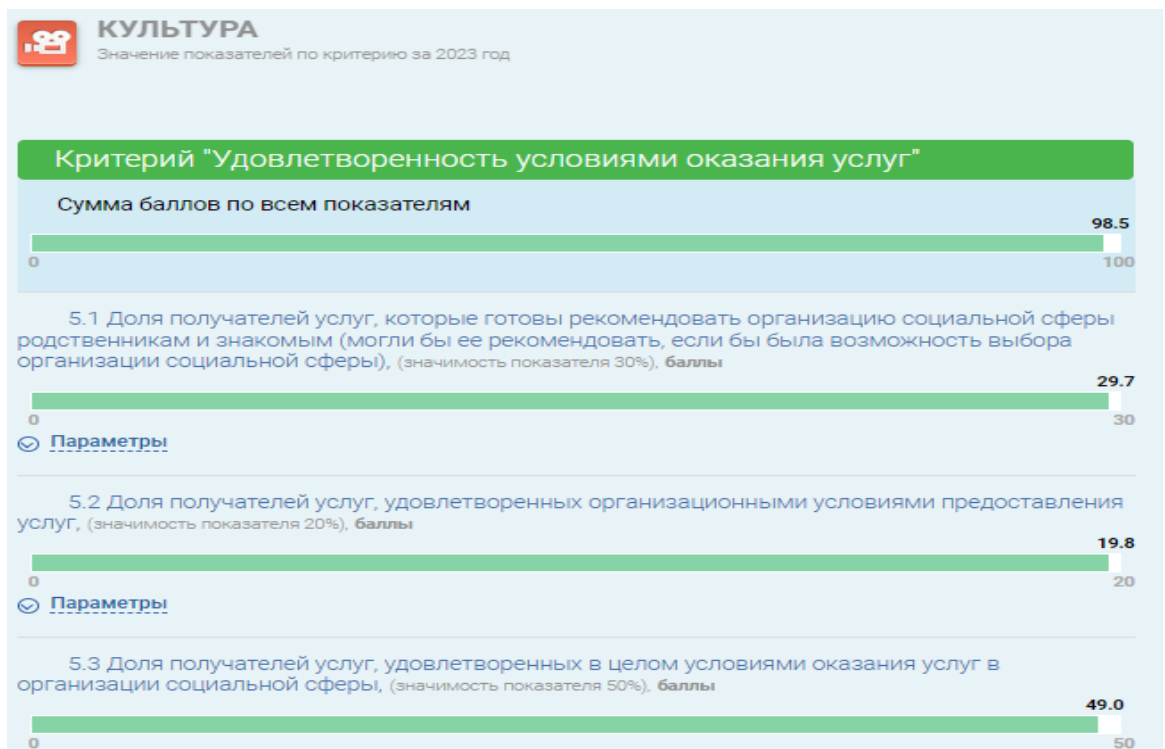 КУЛЬТУРА
Значение показателей по критерию за 2023 год
Критерий "Удовлетворенность условиями оказания услуг"
Сумма баллов по всем показателям
98.5
0 100
5.1 Доля получателей услуг, которые готовы рекомендовать организацию социальной сферы
родственникам и знакомым (могли бы ее рекомендовать, если бы была возможность выбора
организации социальной сферы), (значимость показателя 30%), баллы
29.7
0 30
Параметры
5.2 Доля получателей услуг, удовлетворенных организационными условиями предоставления
услуг, (значимость показателя 20%), баллы
19.8
0 20
Параметры
5.3 Доля получателей услуг, удовлетворенных в целом условиями оказания услуг в
организации социальной сферы, (значимость показателя 50%), баллы
49.0
0 50